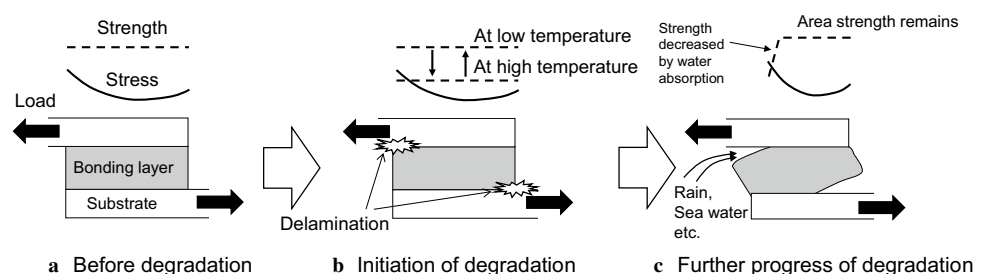 Strength
Stress
Load
Bonding layer
Substrate
a Before degradation
At low temperature
At high temperature
Delamination
b Initiation of degradation
Area strength remains
Strength
decreased
by water
absorption
Rain,
Sea water
etc.
c Further progress of degradation